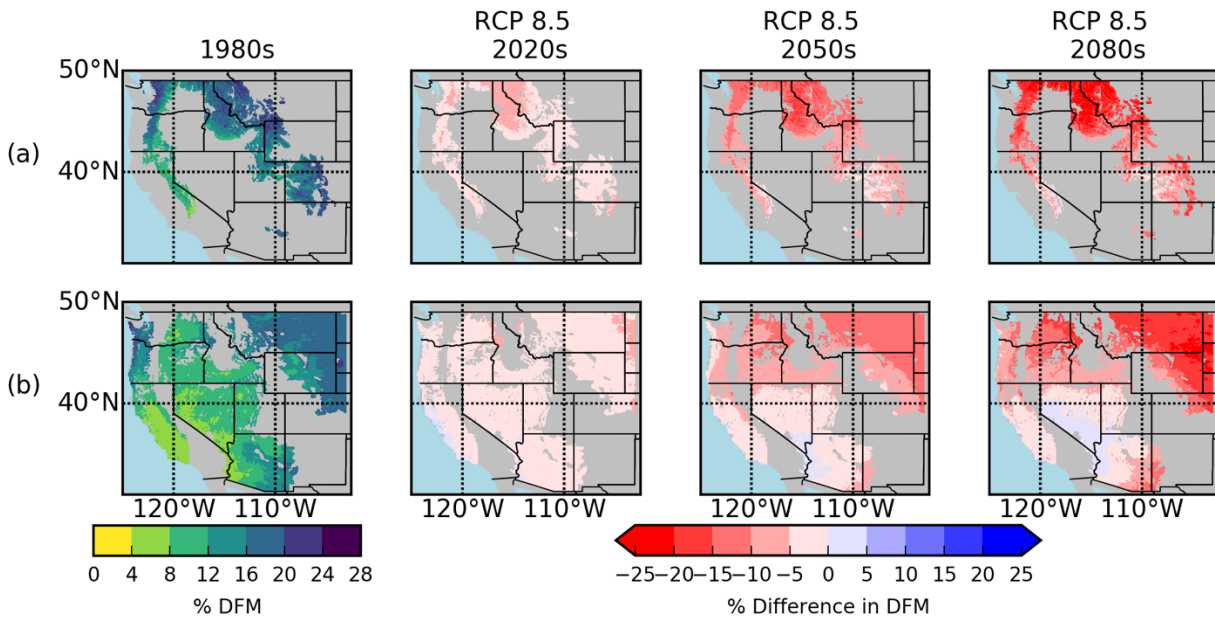 RCP 8.5 RCP 8.5 RCP 8.5
1980s 2020s 2050s 2080s
50°N
(a)
40°N
50°N
(b)
40°N
120°W 110°W 120°W 110°W 120°W 110°W 120°W 110°W
0 4 8 12 16 20 24 28
−25−20−15−10 −5 0 5 10 15 20 25
% DFM % Difference in DFM